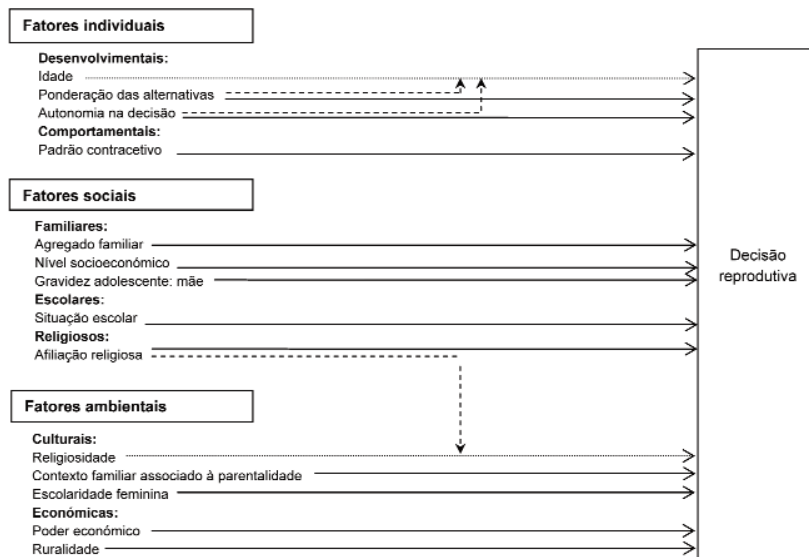 Fatores individuais
Desenvolvimentais:
Idade
Ponderação das alternativas
Autonomia na decisão
Comportamentais:
Padrão contracetivo
Fatores sociais
Familiares:
Agregado familiar
Nível socioeconómico
Gravidez adolescente: mãe
Escolares:
Situação escolar
Religiosos:
Afiliação religiosa
Fatores ambientais
Culturais:
Religiosidade
Contexto familiar associado à parentalidade
Escolaridade feminina
Económicas:
Poder económico
Ruralidade
Decisão
reprodutiva